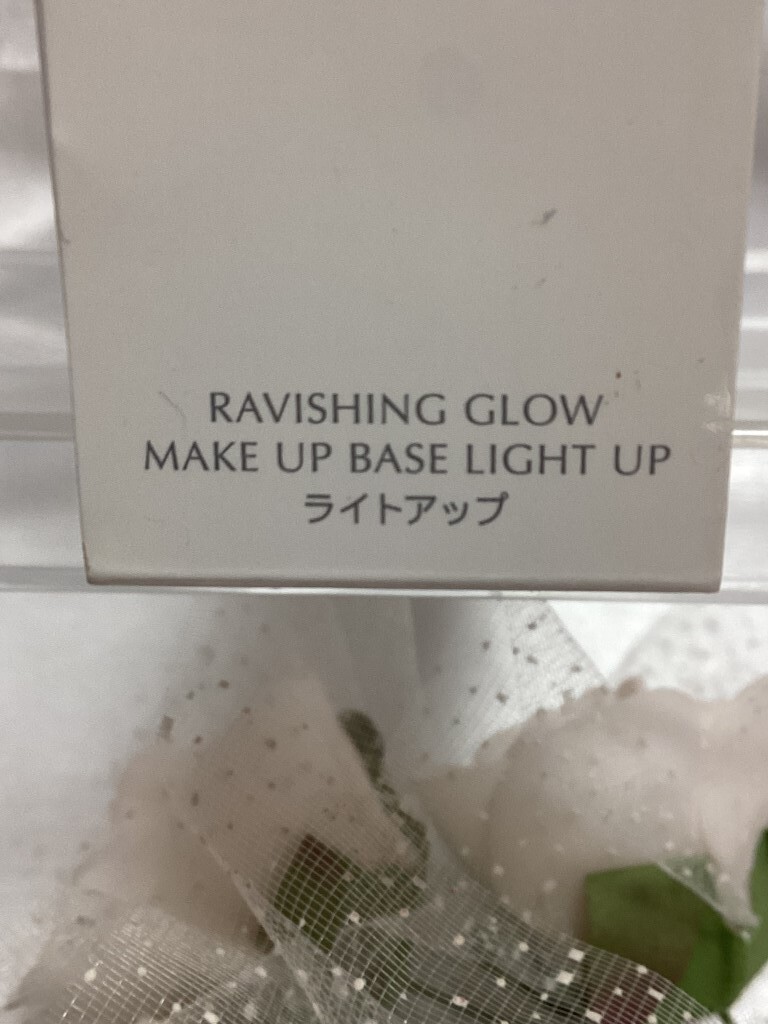 RAVISHING GLOW
MAKE UP BASE LIGHT UP
ライトアップ